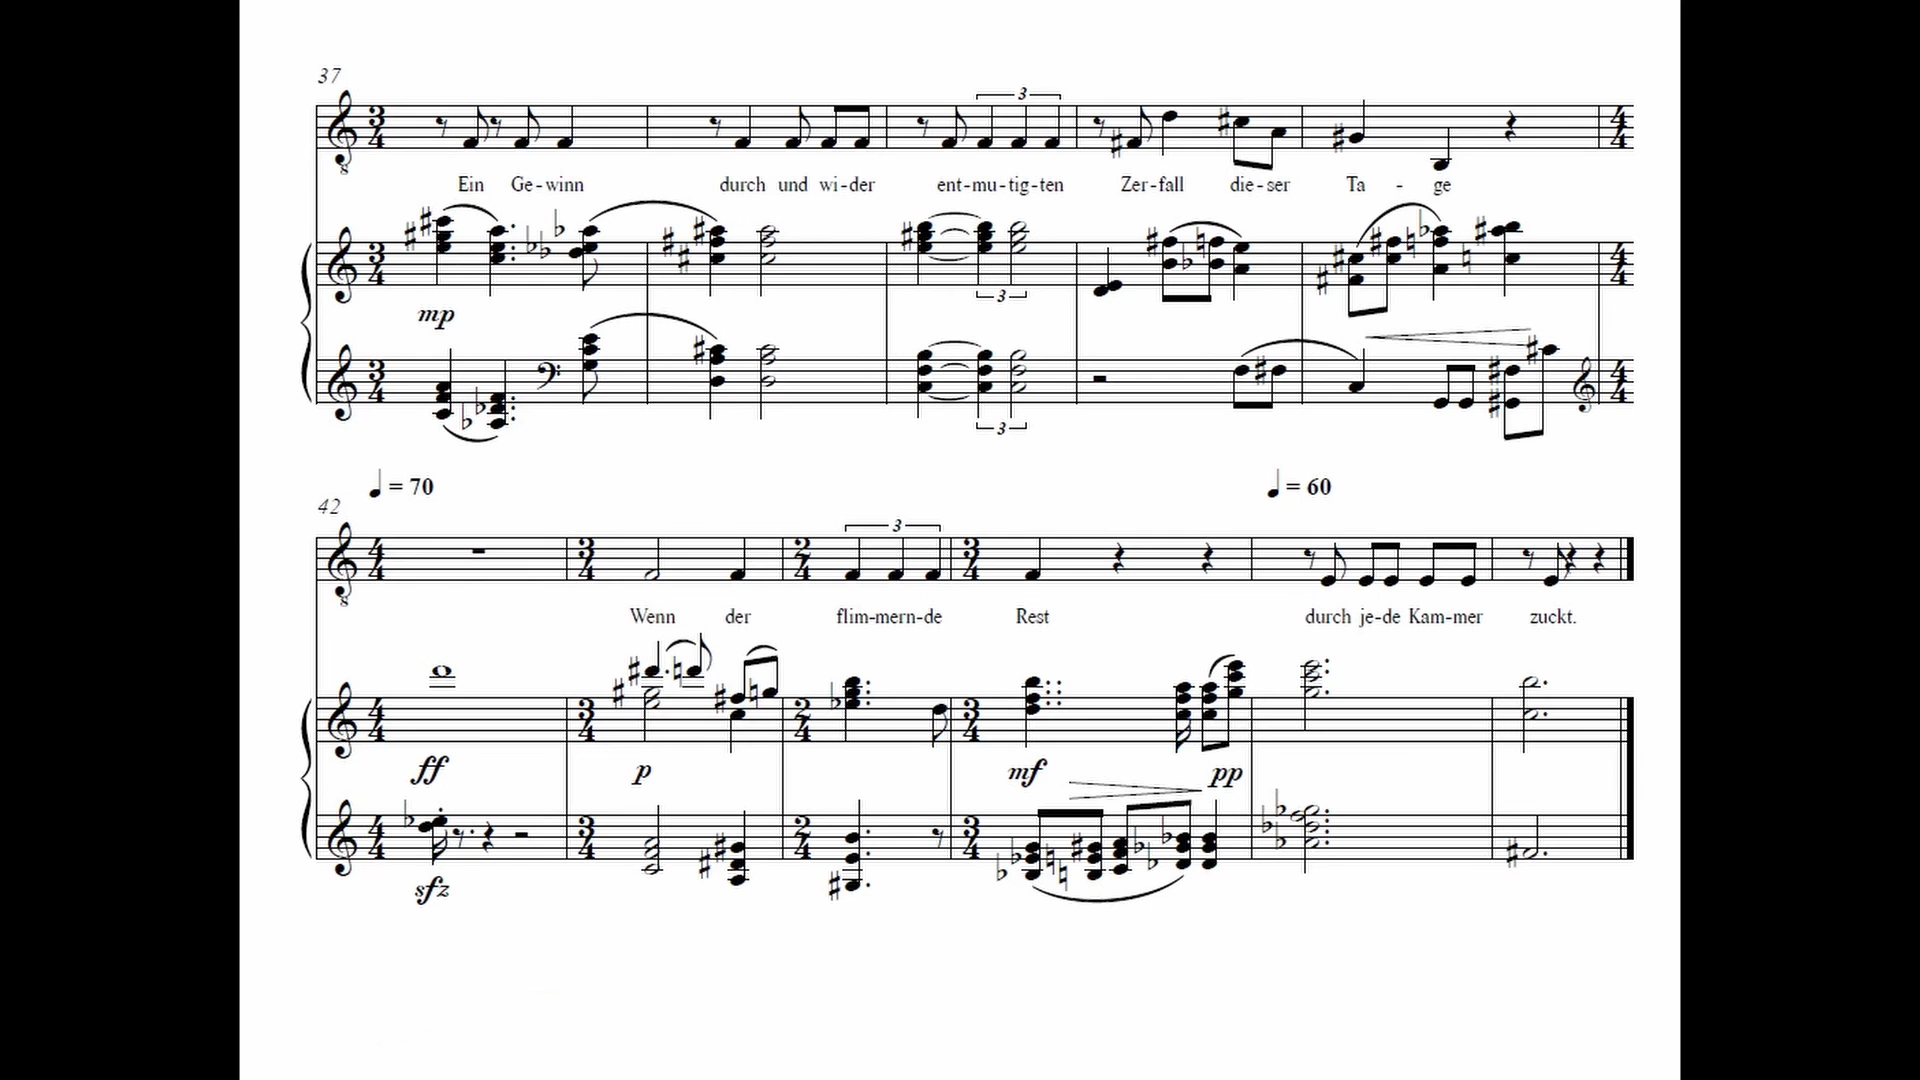 37
3
Ein Ge-winn durch und wi-der ent-mu-tig-ten Zer-fall die-ser Ta - ge
mp
3
3
= 70
= 60
42
3
Wenn der flim-mern-de Rest durch je-de Kam-mer zuckt.
ff p mf pp
sfz